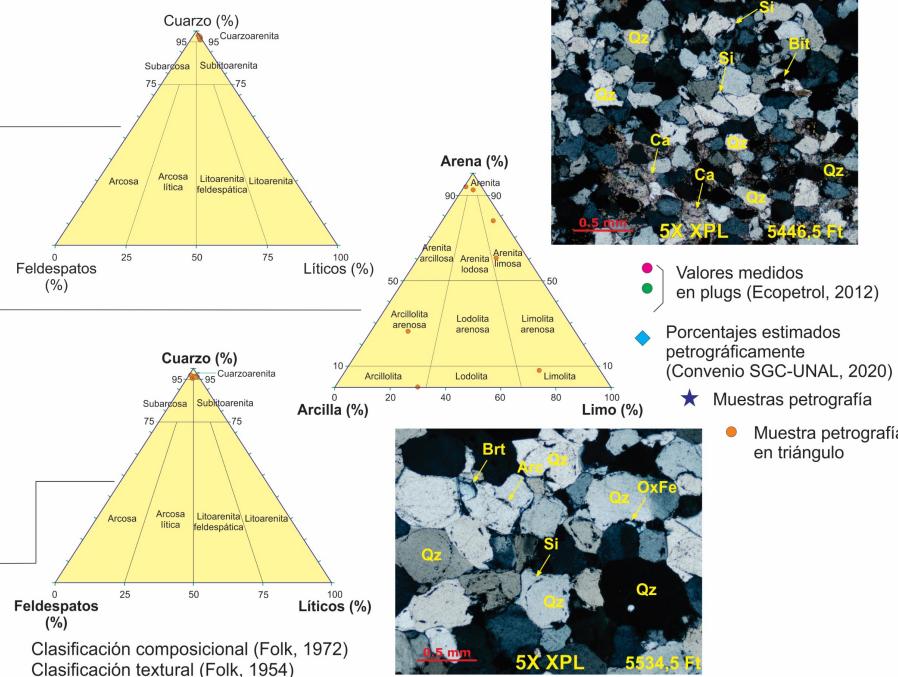 Cuarzo (%)
95
95
Cuarzoarenita
Subarcosa
Sublitoarenita
75
75
Arcosa
Arcosa
lítica
Litoarenita
feldespática
Litoarenita
0
25
50
75
100
Feldespatos
(%)
Líticos (%)
Si
Qz
Si
Bit
Qz
Ca
Qz
Ca
Qz
Qz
0.5 mm
5X XPL
5446,5 Ft
Arena (%)
90
Arenita
90
Arenita
arcillosa
Arenita
lodosa
Arenita
limosa
50
50
Arcillolita
arenosa
Lodolita
arenosa
Limolita
arenosa
10
10
Arcillolita
Lodolita
Limolita
0
20
40
60
80
100
Arcilla (%)
Limo (%)
Valores medidos
en plugs (Ecopetrol, 2012)
Porcentajes estimados
petrográficamente
(Convenio SGC-UNAL, 2020)
Muestras petrografía
Muestra petrografía
en triángulo
Cuarzo (%)
95
95
Cuarzoarenita
Subarcosa
Sublitoarenita
75
75
Arcosa
Arcosa
lítica
Litoarenita
feldespática
Litoarenita
0
25
50
75
100
Feldespatos
(%)
Líticos (%)
Clasificación composicional (Folk, 1972)
Clasificación textural (Folk, 1954)
Brt
Arc
Qz
Qz
OxFe
Qz
Si
Qz
Qz
0.5 mm
5X XPL
5534,5 Ft